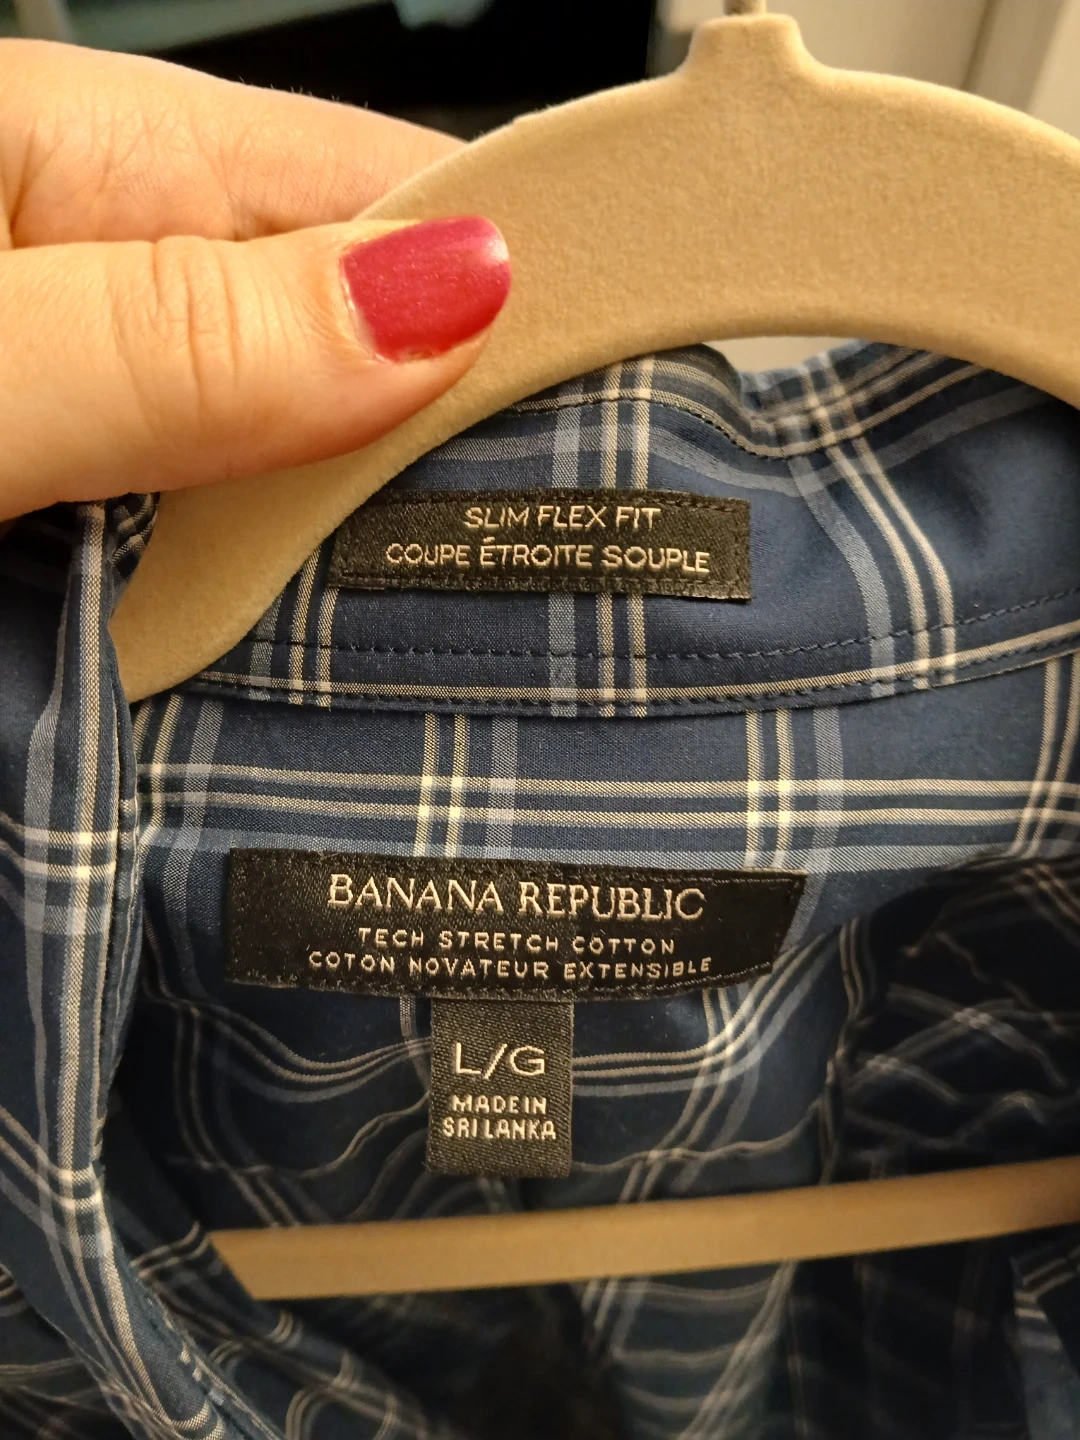 SLIM FLEX FIT
COUPE ÉTROITE SOUPLE
BANANA REPUBLIC
TECH STRETCH COTTON
COTON NOVATEUR EXTENSIBLE
L/G
MADE IN
SRI LANKA